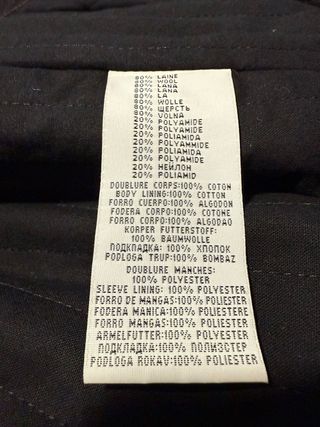 80% LAINE
80% WOOL
80% LANA
80% LANA
80% LA
80% WOLLE
80% ШЕРСТЬ
80% VOLNA
20% POLYAMIDE
20% POLYAMIDE
20% POLIAMIDA
20% POLYAMMIDE
20% POLIAMIDA
20% POLYAMIDE
20% НЕЙЛОН
20% POLIAMID
DOUBLURE CORPS:100% COTON
BODY LINING:100% COTTON
FORRO CUERPO:100% ALGODON
FODERA CORPO:100% COTONE
FORRO CORPO:100% ALGODAO
KORPER FUTTERSTOFF:
100% BAUMWOLLE
ПОДКЛАДКА: 100% ХЛОПОК
PODLOGA TRUP:100% BOMBAZ
DOUBLURE MANCHES:
100% POLYESTER
SLEEVE LINING: 100% POLYESTER
FORRO DE MANGAS:100% POLIESTER
FODERA MANICA:100% POLIESTERE
FORRO MANGAS:100% POLIESTER
ARMELFUTTER:100% POLYESTER
ПОДКЛАДКА:100% ПОЛИЭСТЕР
PODLOGA ROKAV:100% POLIESTER